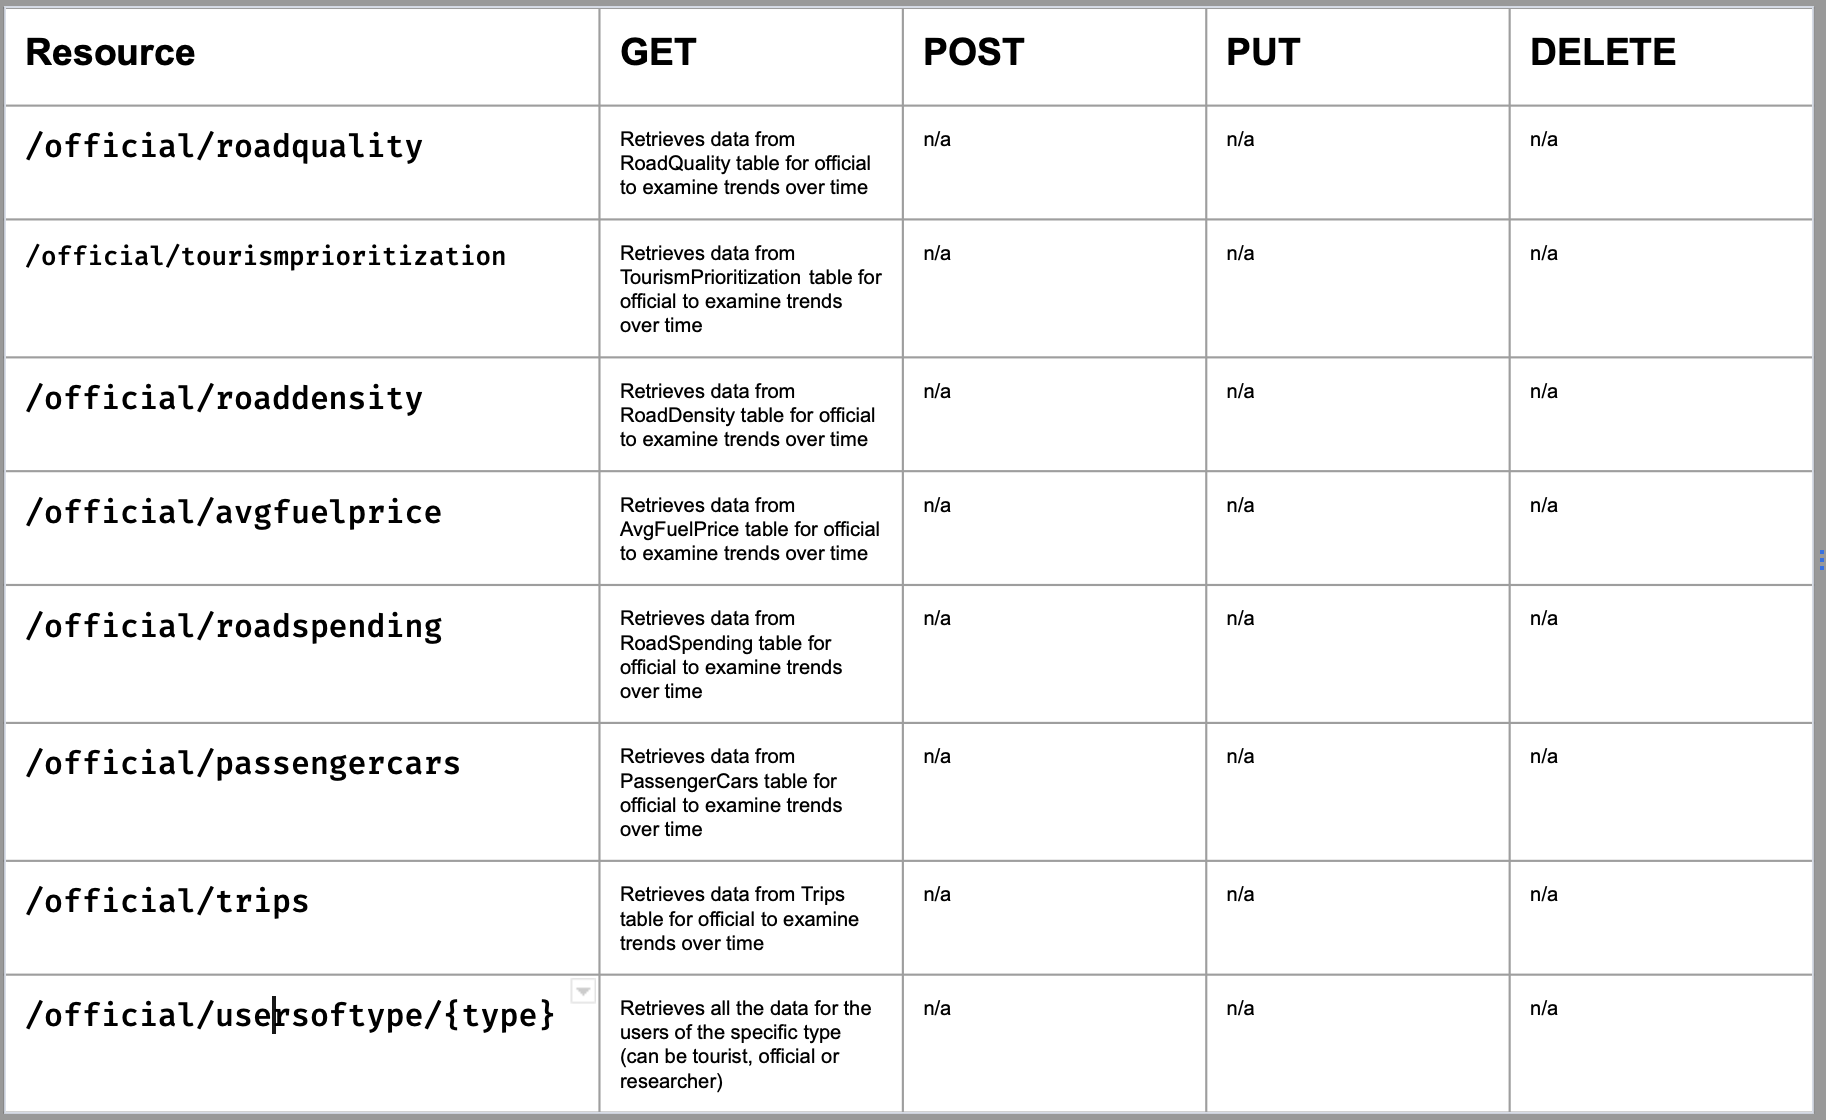 Resource GET POST PUT DELETE
/official/roadquality
Retrieves data from
RoadQuality table for official
to examine trends over time
n/a n/a n/a
/official/tourismprioritization
Retrieves data from
TourismPrioritization table for
official to examine trends
over time
n/a n/a n/a
/official/roaddensity
Retrieves data from
RoadDensity table for official
to examine trends over time
n/a n/a n/a
/official/avgfuelprice
Retrieves data from
AvgFuelPrice table for official
to examine trends over time
n/a n/a n/a
/official/roadspending
Retrieves data from
RoadSpending table for
official to examine trends
over time
n/a n/a n/a
/official/passengercars
Retrieves data from
PassengerCars table for
official to examine trends
over time
n/a n/a n/a
/official/trips
Retrieves data from Trips
table for official to examine
trends over time
n/a n/a n/a
/official/usersoftype/{type}
Retrieves all the data for the
users of the specific type
(can be tourist, official or
researcher)
n/a n/a n/a